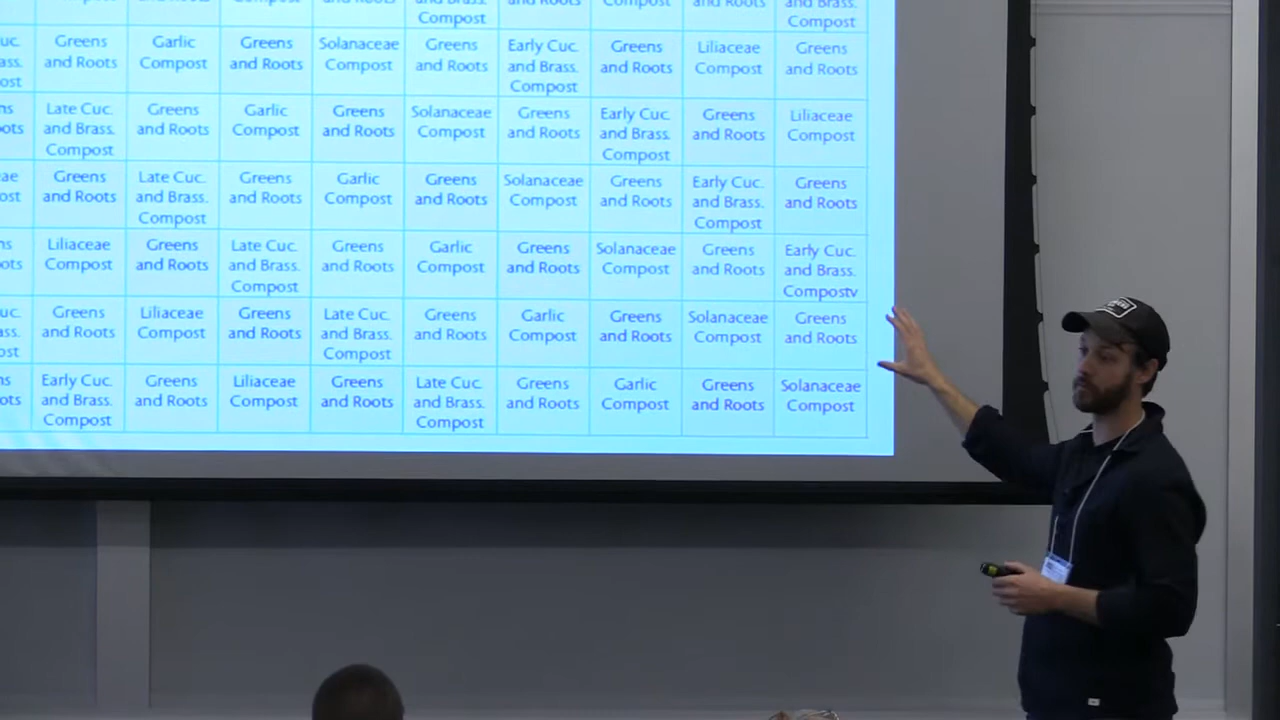 Compost
and Brass.
Compost
Greens
and Roots
Garlic
Compost
Greens
and Roots
Solanaceae
Compost
Greens
and Roots
Early Cuc.
and Brass.
Compost
Greens
and Roots
Liliaceae
Compost
Greens
and Roots
Late Cuc.
and Brass.
Compost
Greens
and Roots
Garlic
Compost
Greens
and Roots
Solanaceae
Compost
Greens
and Roots
Early Cuc.
and Brass.
Compost
Greens
and Roots
Liliaceae
Compost
Greens
and Roots
Late Cuc.
and Brass.
Compost
Greens
and Roots
Garlic
Compost
Greens
and Roots
Solanaceae
Compost
Greens
and Roots
Early Cuc.
and Brass.
Compost
Greens
and Roots
Liliaceae
Compost
Greens
and Roots
Late Cuc.
and Brass.
Compost
Greens
and Roots
Garlic
Compost
Greens
and Roots
Solanaceae
Compost
Greens
and Roots
Early Cuc.
and Brass.
Compostv
Greens
and Roots
Liliaceae
Compost
Greens
and Roots
Late Cuc.
and Brass.
Compost
Greens
and Roots
Garlic
Compost
Greens
and Roots
Solanaceae
Compost
Greens
and Roots
Early Cuc.
and Brass.
Compost
Greens
and Roots
Liliaceae
Compost
Greens
and Roots
Late Cuc.
and Brass.
Compost
Greens
and Roots
Garlic
Compost
Greens
and Roots
Solanaceae
Compost